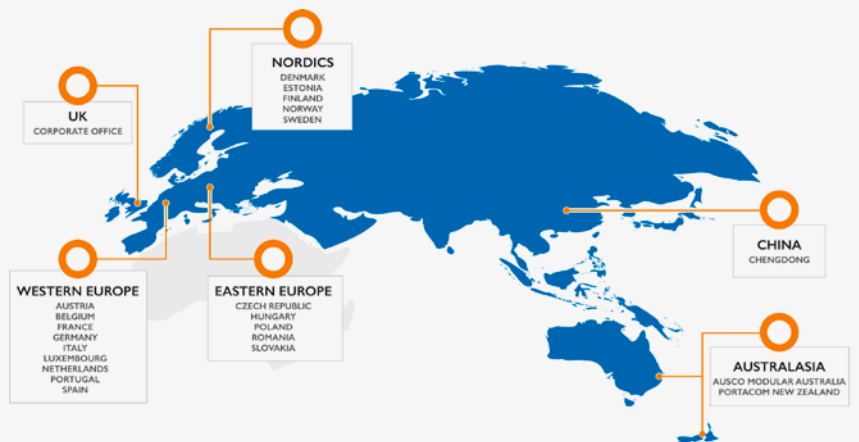 NORDICS
DENMARK
ESTONIA
FINLAND
NORWAY
SWEDEN
UK
CORPORATE OFFICE
CHINA
CHENGDONG
WESTERN EUROPE
AUSTRIA
BELGIUM
FRANCE
GERMANY
ITALY
LUXEMBOURG
NETHERLANDS
PORTUGAL
SPAIN
EASTERN EUROPE
CZECH REPUBLIC
HUNGARY
POLAND
ROMANIA
SLOVAKIA
AUSTRALASIA
AUSCO MODULAR AUSTRALIA
PORTACOM NEW ZEALAND